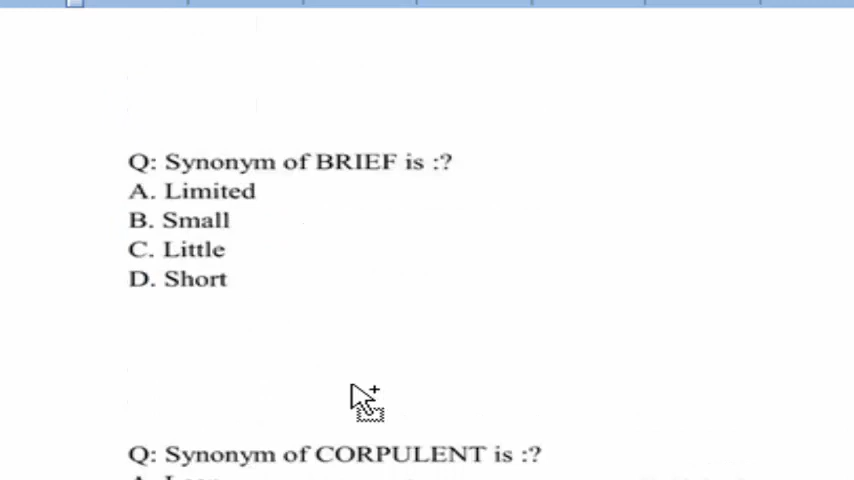 Q: Synonym of BRIEF is :?
A. Limited
B. Small
C. Little
D. Short
Q: Synonym of CORPULENT is :?
A.